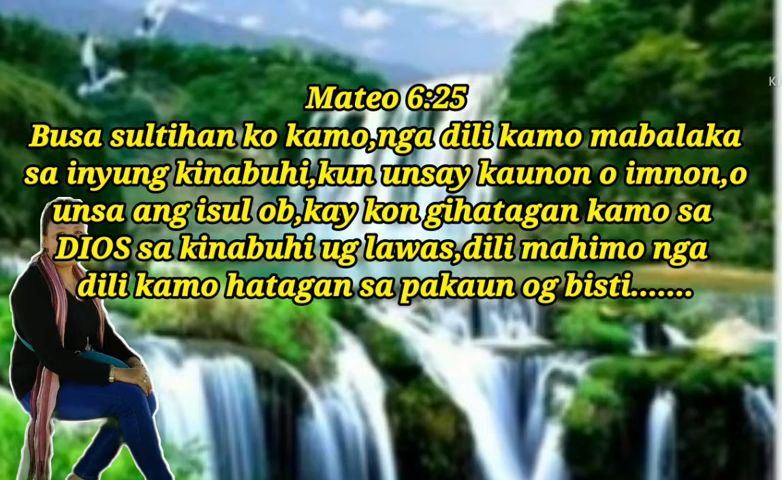 Mateo 6:25
Busa sultihan ko kamo,nga dili kamo mabalaka
sa inyung kinabuhi,kun unsay kaunon o imnon,o
unsa ang isul ob,kay kon gihatagan kamo sa
DIOS sa kinabuhi ug lawas,dili mahimo nga
dili kamo hatagan sa pakaun og bisti.......